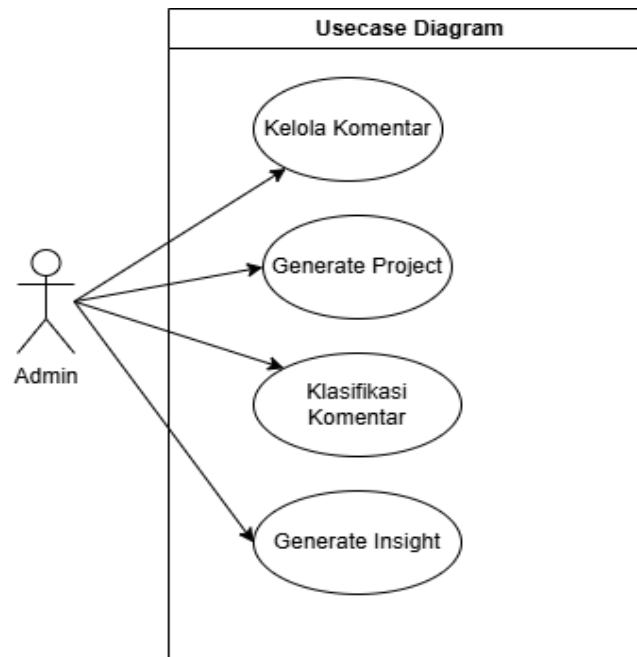 Usecase Diagram
Kelola Komentar
Generate Project
Admin
Klasifikasi
Komentar
Generate Insight